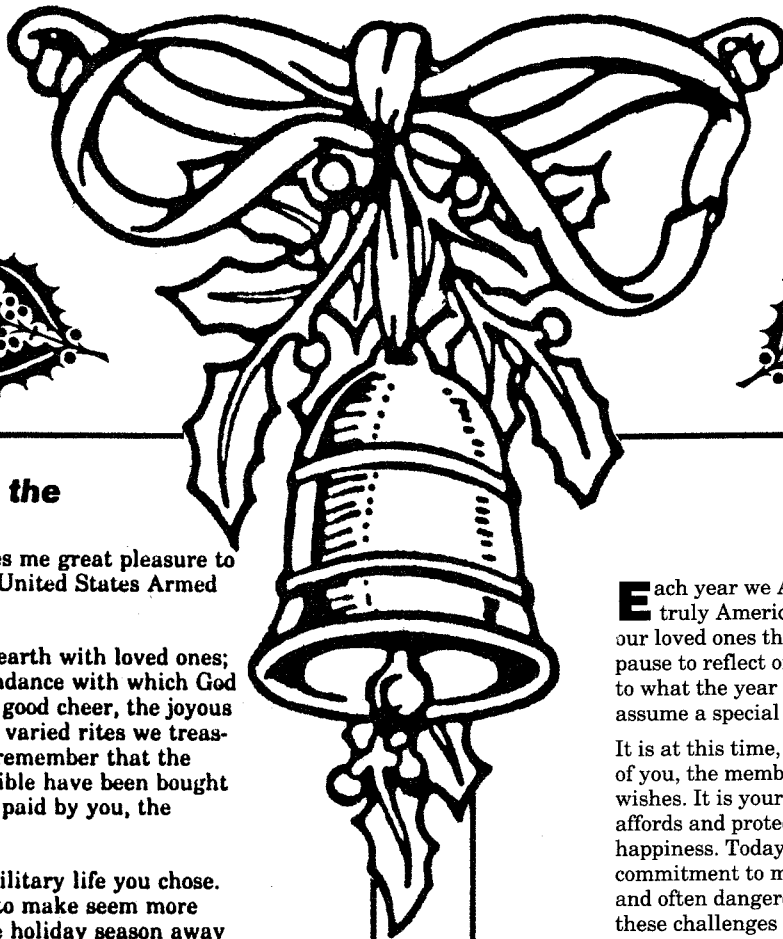 the
es me great pleasure to
United States Armed
earth with loved ones;
ndance with which God
good cheer, the joyous
varied rites we treas-
remember that the
ible have been bought
paid by you, the
ilitary life you chose.
to make seem more
e holiday season away
Each year we A
truly Americ
our loved ones th
pause to reflect o
to what the year
assume a special
It is at this time,
of you, the memb
wishes. It is your
affords and prote
happiness. Today
commitment to m
and often danger
these challenges